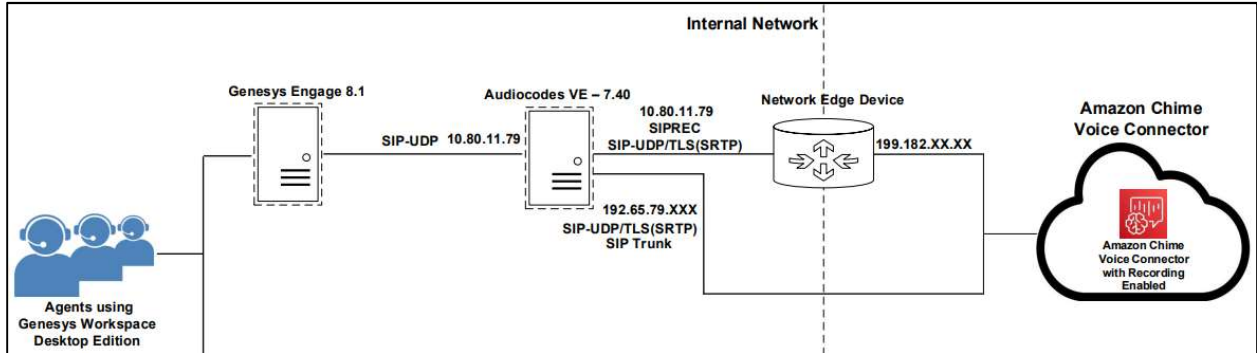 Internal Network
Genesys Engage 8.1
Audiocodes VE – 7.40
10.80.11.79
SIPREC
SIP-UDP/TLS(SRTP)
Network Edge Device
Amazon Chime
Voice Connector
SIP-UDP 10.80.11.79
199.182.XX.XX
192.65.79.XXX
SIP-UDP/TLS(SRTP)
SIP Trunk
Amazon Chime
Voice Connector
with Recording
Enabled
Agents using
Genesys Workspace
Desktop Edition